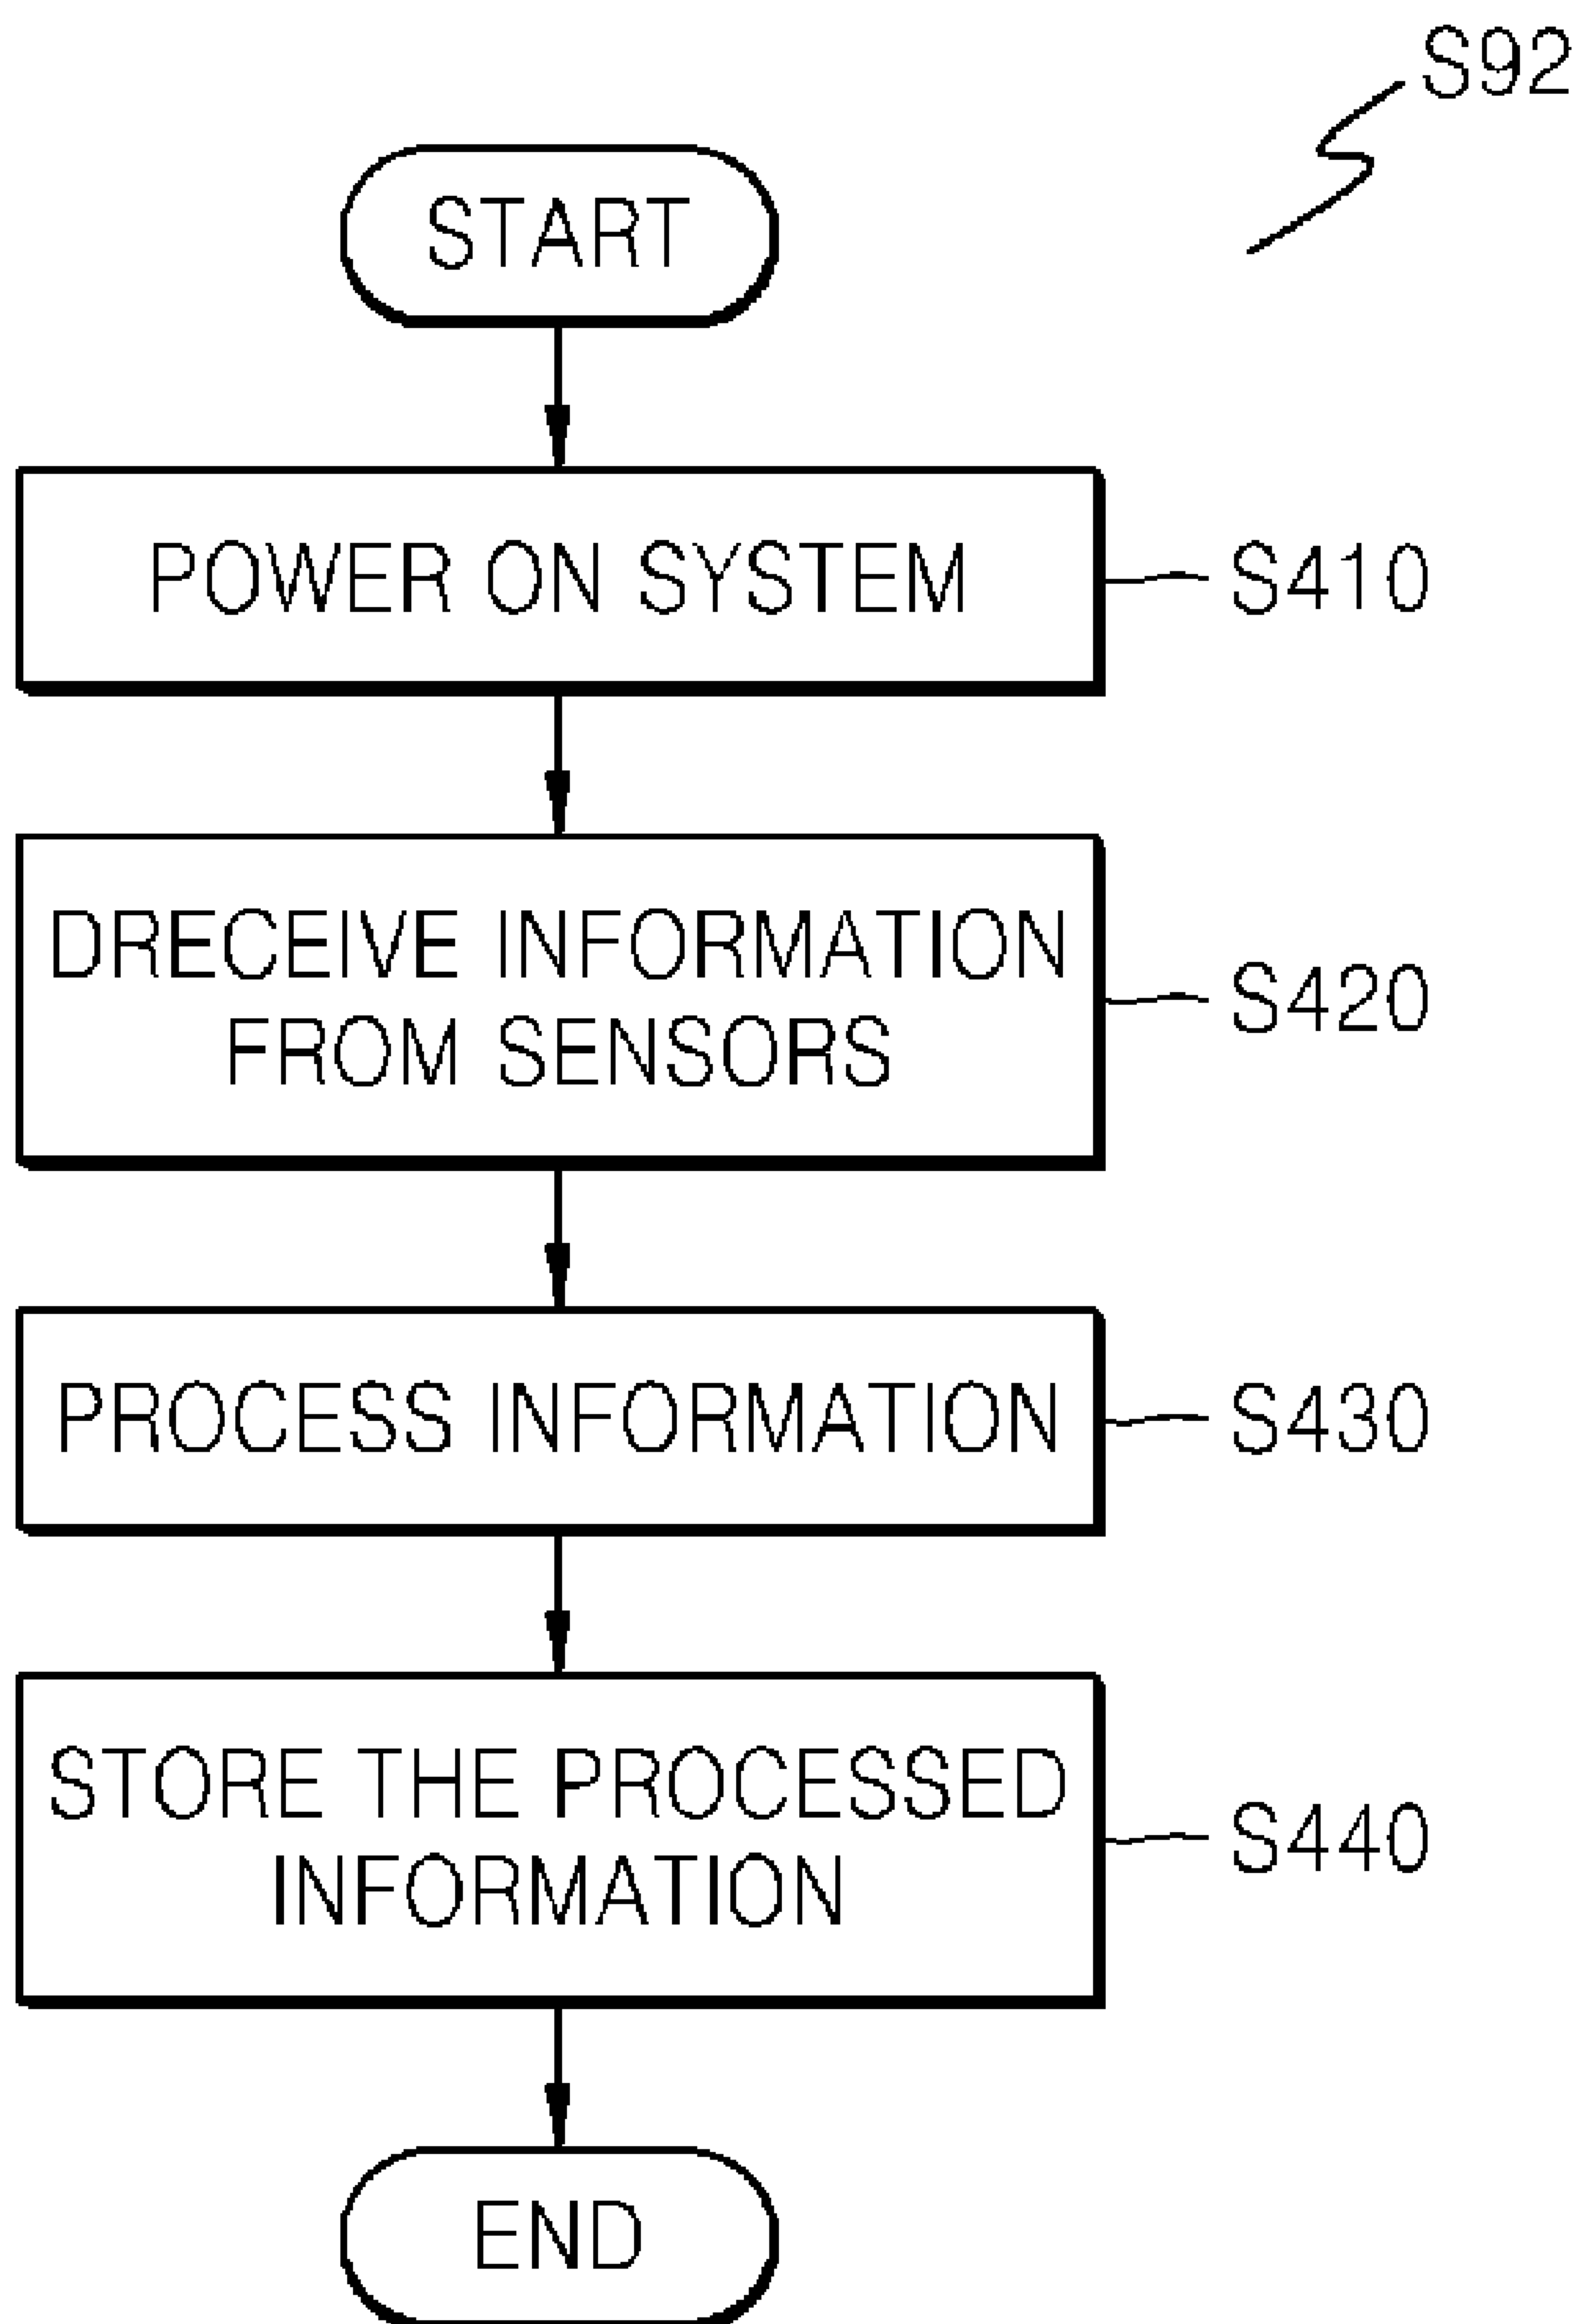 S92
START
POWER ON SYSTEM
S410
DRECEIVE INFORMATION
FROM SENSORS
S420
PROCESS INFORMATION
S430
STORE THE PROCESSED
INFORMATION
S440
END